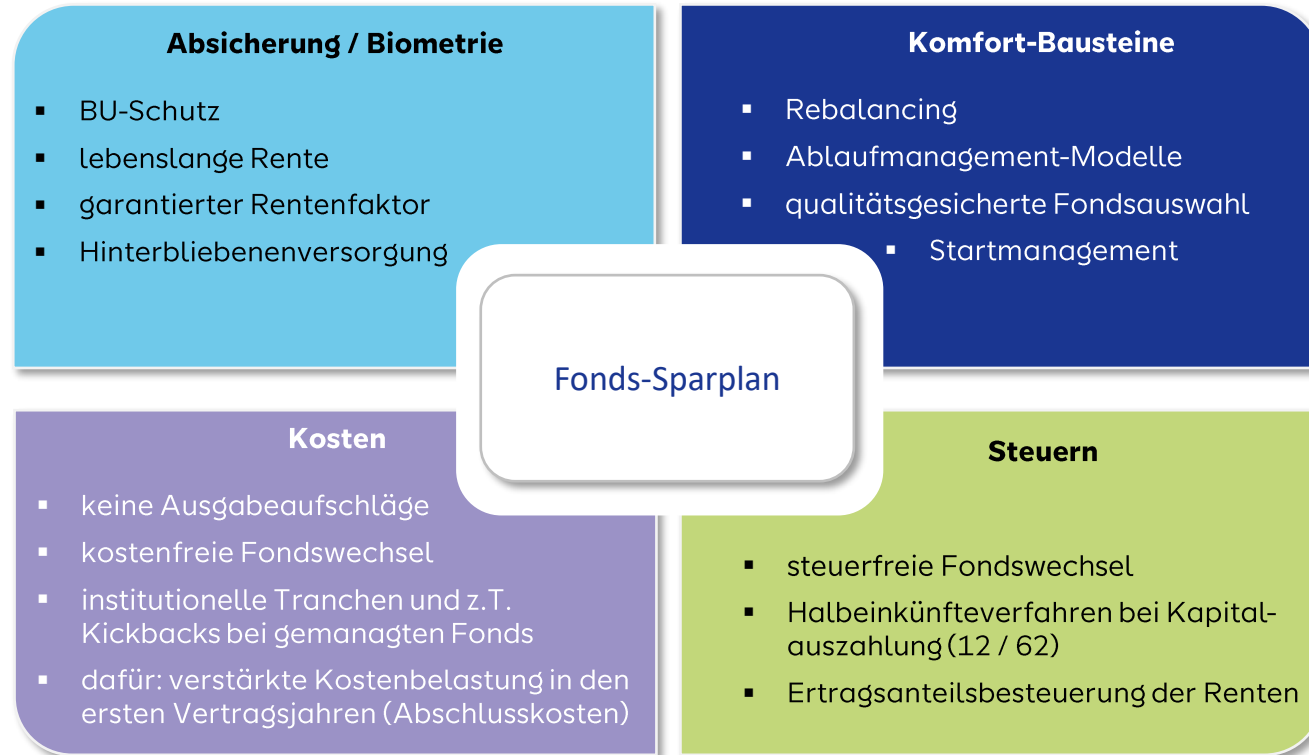 Absicherung / Biometrie
BU-Schutz
lebenslange Rente
garantierter Rentenfaktor
Hinterbliebenenversorgung
Komfort-Bausteine
Rebalancing
Ablaufmanagement-Modelle
qualitätsgesicherte Fondsauswahl
Startmanagement
Fonds-Sparplan
Kosten
keine Ausgabeaufschläge
kostenfreie Fondswechsel
institutionelle Tranchen und z.T.
Kickbacks bei gemanagten Fonds
dafür: verstärkte Kostenbelastung in den
ersten Vertragsjahren (Abschlusskosten)
Steuern
steuerfreie Fondswechsel
Halbeinkünfteverfahren bei Kapital-
auszahlung (12 / 62)
Ertragsanteilsbesteuerung der Renten